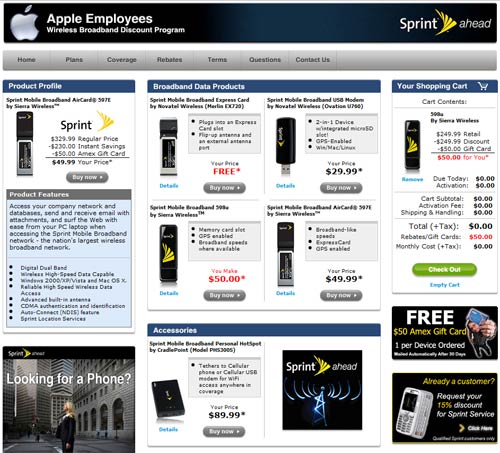 Apple Employees
Wireless Broadband Discount Program
Sprint ahead
Home
Plans
Coverage
Rebates
Terms
Questions
Contact Us
Product Profile
Sprint Mobile Broadband AirCard® 597E
by Sierra Wireless™
Sprint
$329.99 Regular Price
-$230.00 Instant Savings
-$50.00 Amex Gift Card
$49.99 Your Price*
Buy now
Product Features
Access your company network and
databases, send and receive email with
attachments, and surf the Web with
ease from your PC laptop when
accessing the Sprint Mobile Broadband
network - the nation's largest wireless
broadband network.
Digital Dual Band
Wireless High-Speed Data Capable
Windows 2000/XP/Vista and Mac OS X.
Reliable High Speed Wireless Data
Access
Advanced built-in antenna
CDMA authentication and identification
Auto-Connect (NDIS) feature
Sprint Location Services
Sprint ahead
Looking for a Phone?
Broadband Data Products
Sprint Mobile Broadband Express Card
by Novatel Wireless (Merlin EX720)
Plugs into an Express
Card slot
Flip-up antenna and
an external antenna
port
Your Price
FREE*
Details
Buy now
Sprint Mobile Broadband USB Modem
by Novatel Wireless (Ovation U760)
2-in-1 Device
w/integrated microSD
slot!
GPS-Enabled
Win/Mac/Linux
Your Price
$29.99*
Details
Buy now
Sprint Mobile Broadband 598u
by Sierra Wireless™
Memory card slot
GPS enabled
Broadband speeds
where available
You Make
$50.00*
Details
Buy now
Sprint Mobile Broadband AirCard® 597E
by Sierra Wireless™
Broadband-like
speeds
ExpressCard
GPS enabled
Your Price
$49.99*
Details
Buy now
Accessories
Sprint Mobile Broadband Personal HotSpot
by CradlePoint (Model PHS300S)
Tethers to Cellular
phone or Cellular USB
modem for WiFi
access anywhere in
coverage
Your Price
$89.99*
Details
Buy now
Sprint ahead
Your Shopping Cart
Cart Contents:
598u
By Sierra Wireless
$249.99 Retail
-$249.99 Discount
-$50.00 Gift Card
$50.00 for You*
Remove
Due Today: $0.00
Activation: $0.00
Cart Subtotal: $0.00
Activation Fee: $0.00
Shipping & Handling: $0.00
Total (+Tax): $0.00
Rebates/Gift Cards: $50.00
Monthly Cost (+Tax): $0.00
Check Out
Empty Cart
FREE
$50 Amex Gift Card
1 per Device Ordered
Mailed Automatically After 30 Days
Already a customer?
Request your
15% discount
for Sprint Service
Click Here
Qualified Sprint customers only